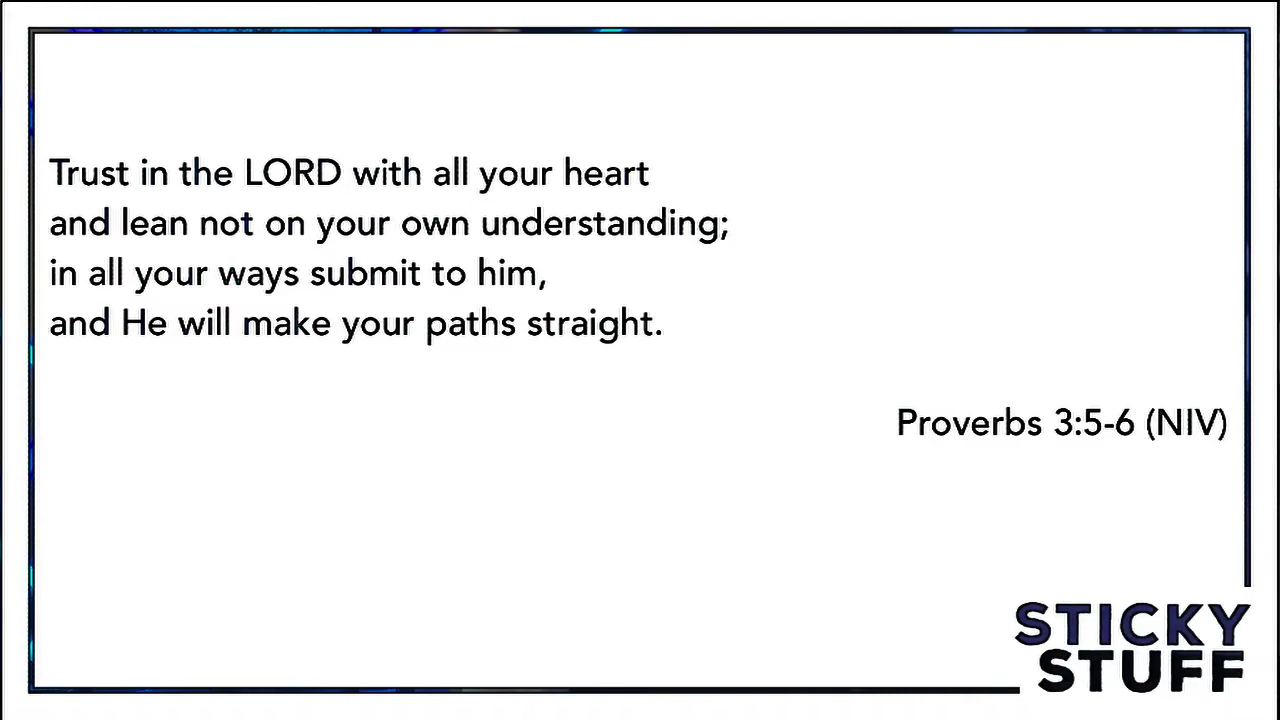 Trust in the LORD with all your heart
and lean not on your own understanding;
in all your ways submit to him,
and He will make your paths straight.
Proverbs 3:5-6 (NIV)
STICKY
STUFF